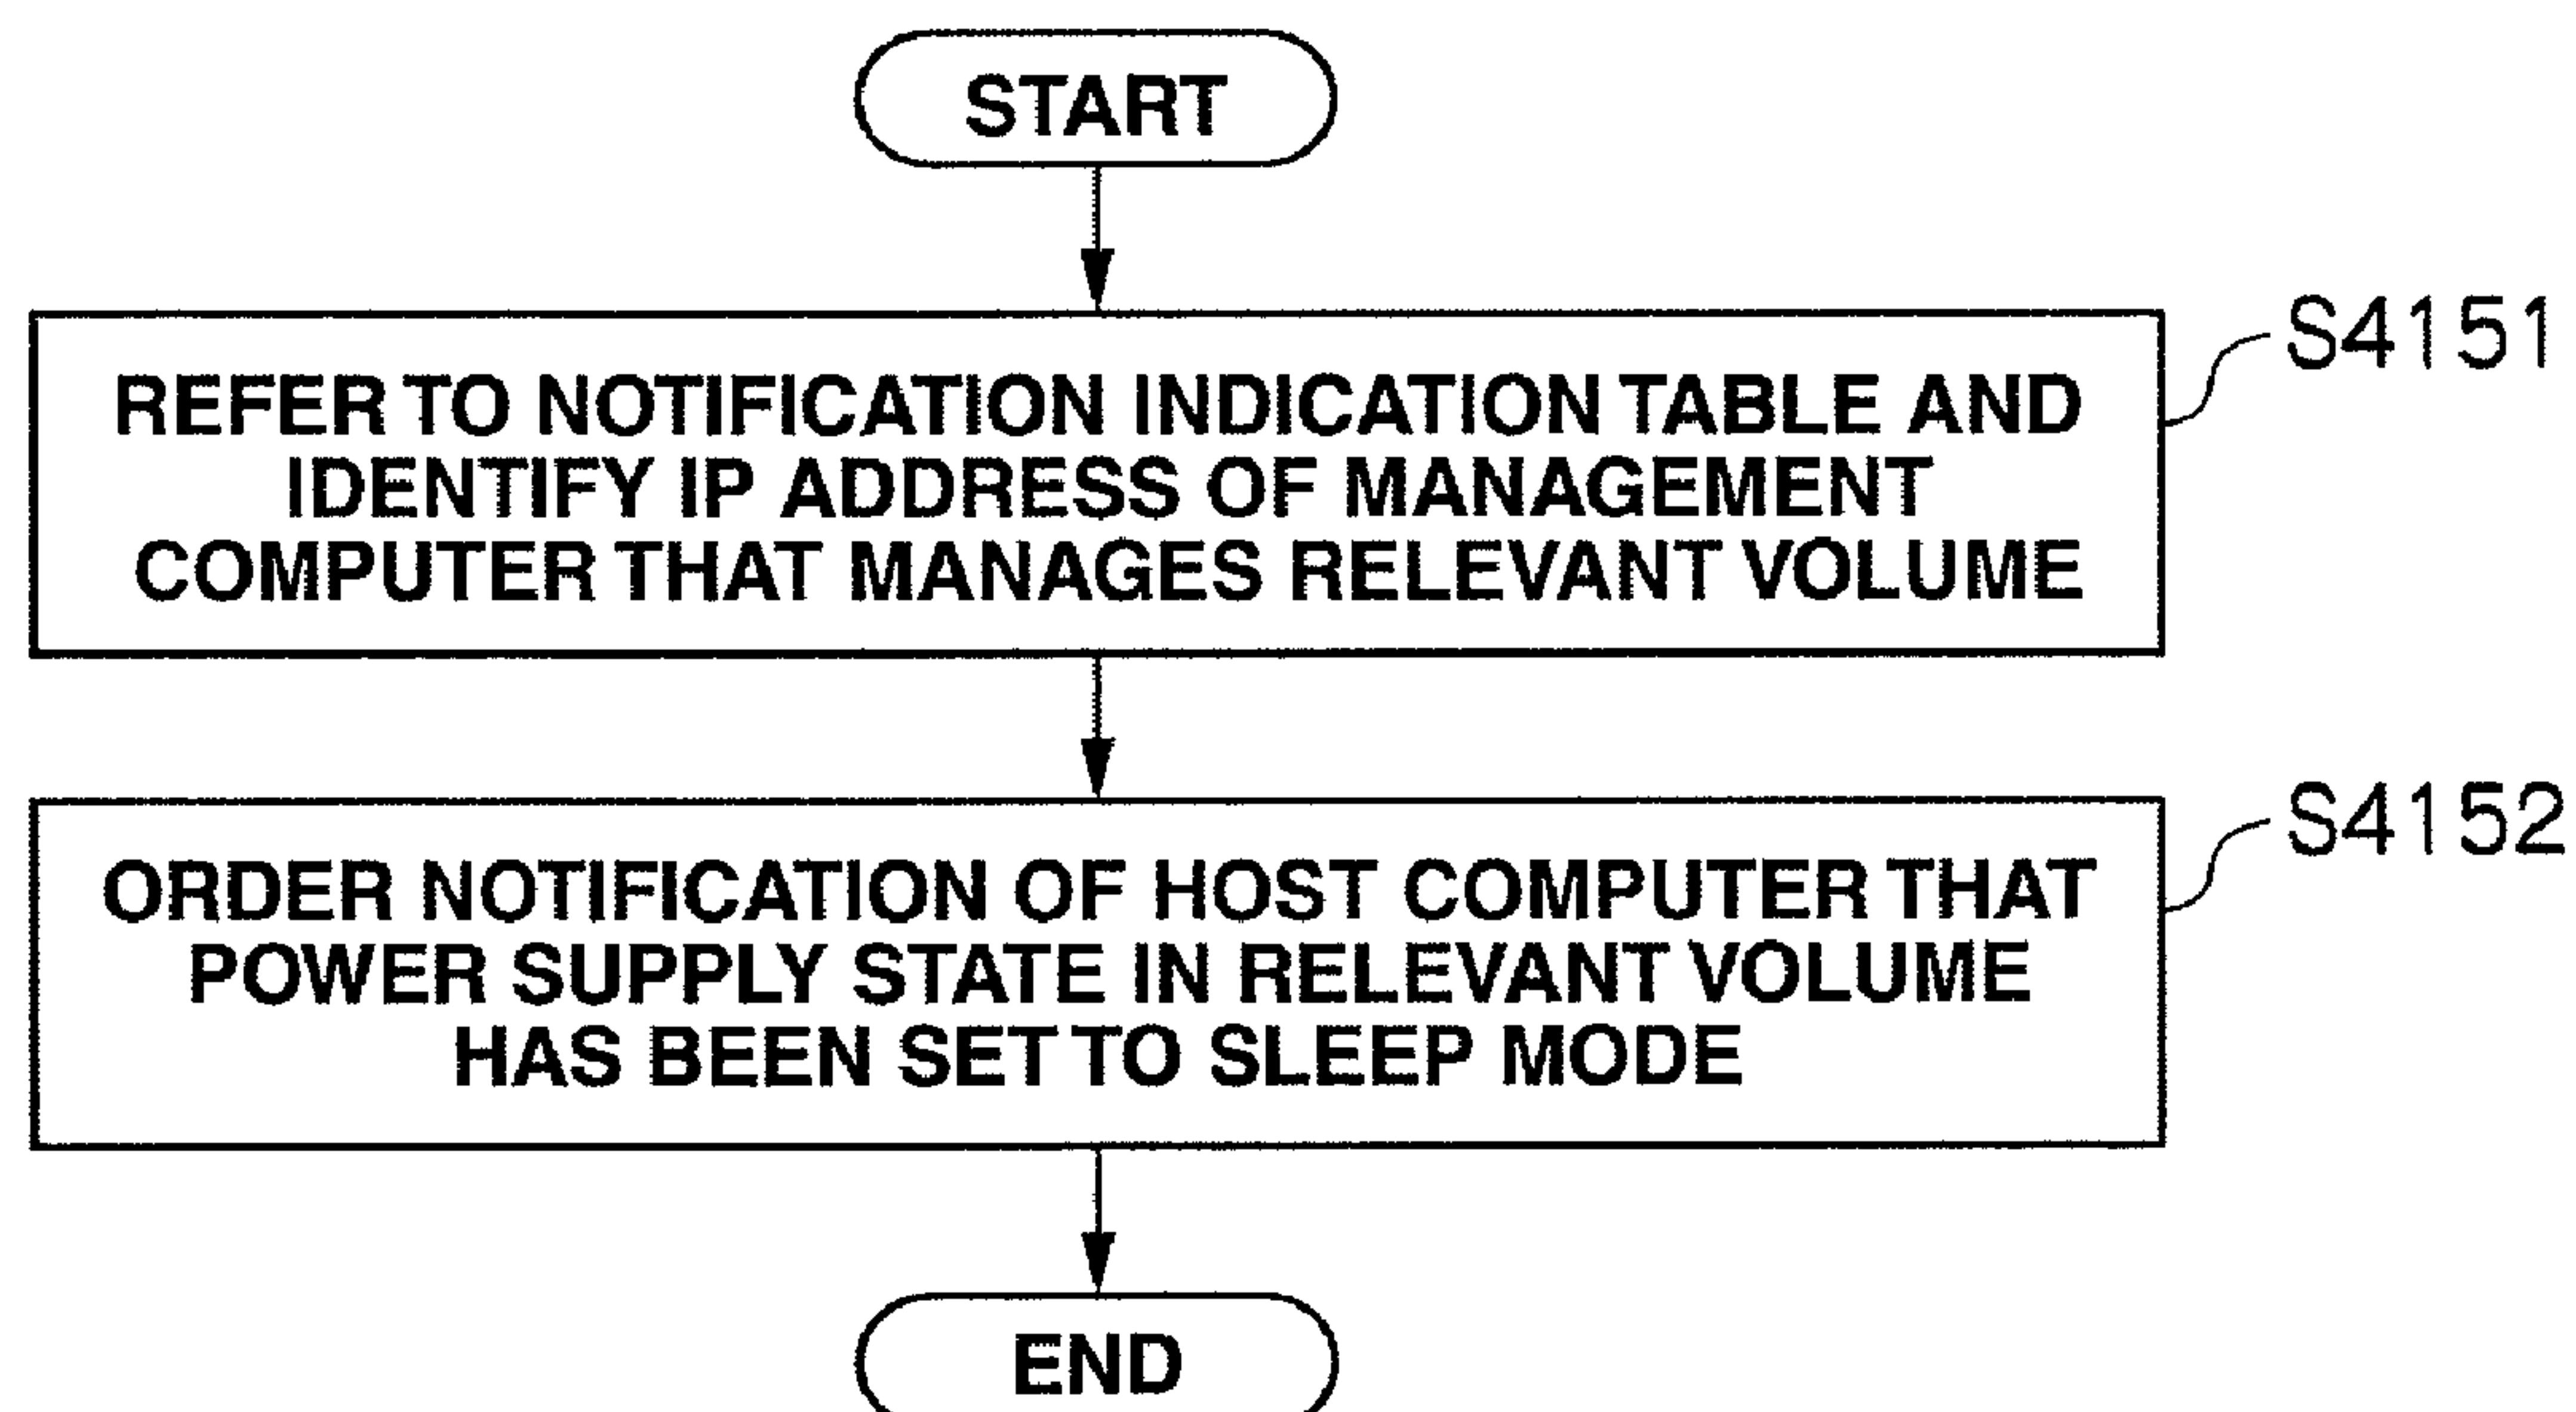 START
S4151
REFER TO NOTIFICATION INDICATION TABLE AND
IDENTIFY IP ADDRESS OF MANAGEMENT
COMPUTER THAT MANAGES RELEVANT VOLUME
S4152
ORDER NOTIFICATION OF HOST COMPUTER THAT
POWER SUPPLY STATE IN RELEVANT VOLUME
HAS BEEN SET TO SLEEP MODE
END